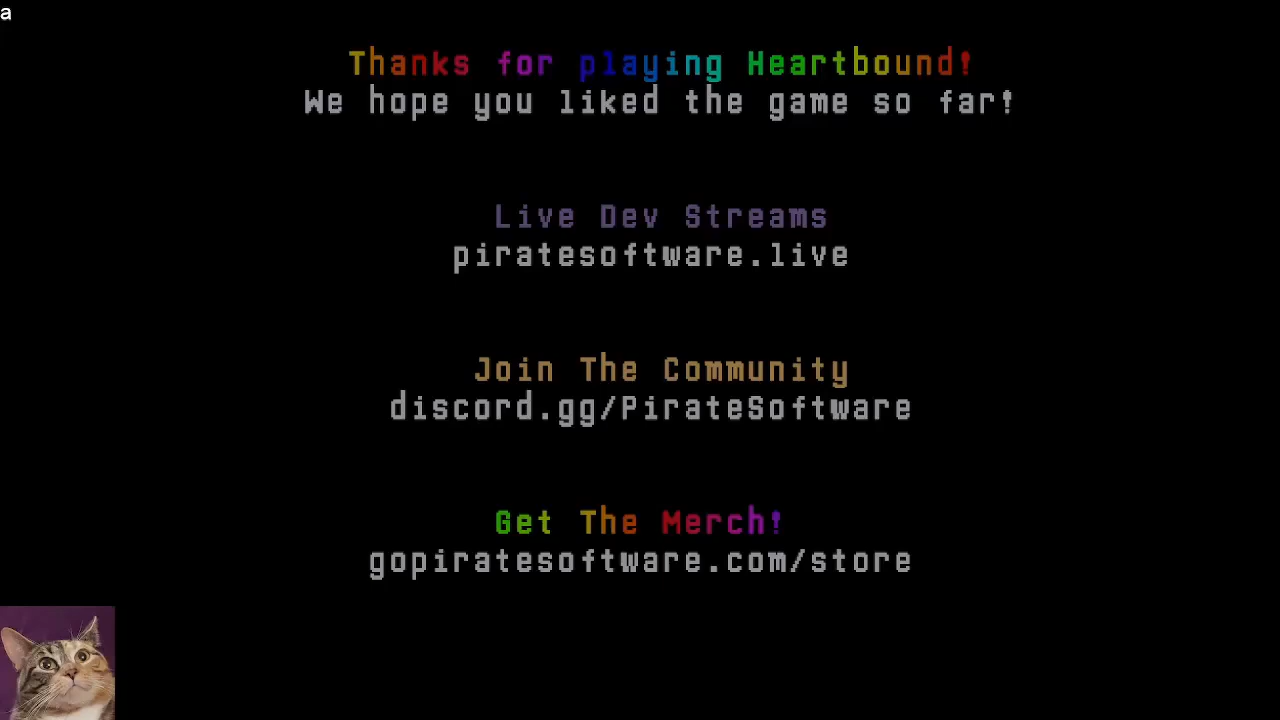 a
Thanks for playing Heartbound!
We hope you liked the game so far!
Live Dev Streams
piratesoftware.live
Join The Community
discord.gg/PirateSoftware
Get The Merch!
gopiratesoftware.com/store